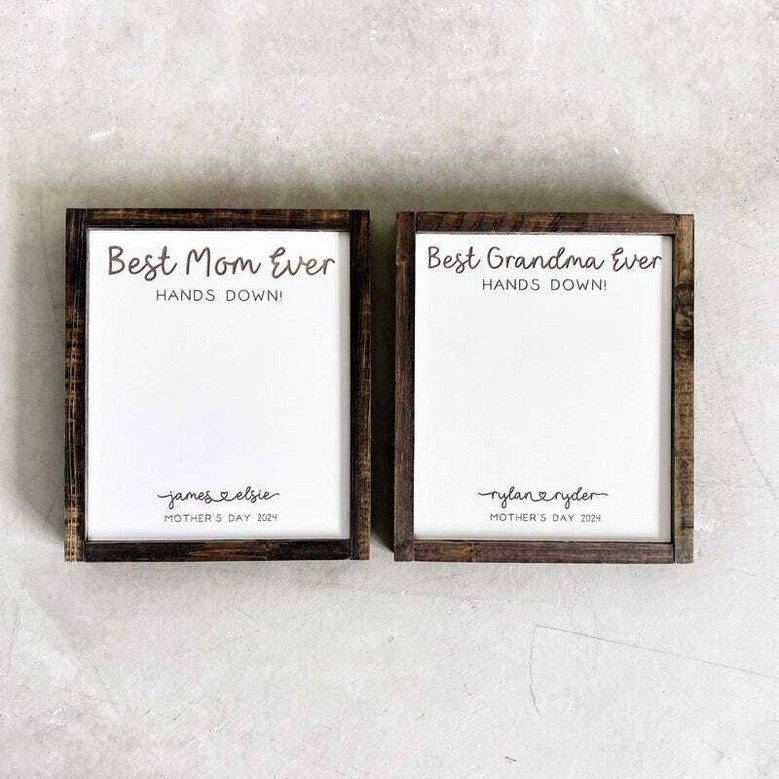 Best Mom Ever
HANDS DOWN!
james elsie
MOTHER'S DAY 2024
Best Grandma Ever
HANDS DOWN!
rylan ryder
MOTHER'S DAY 2024